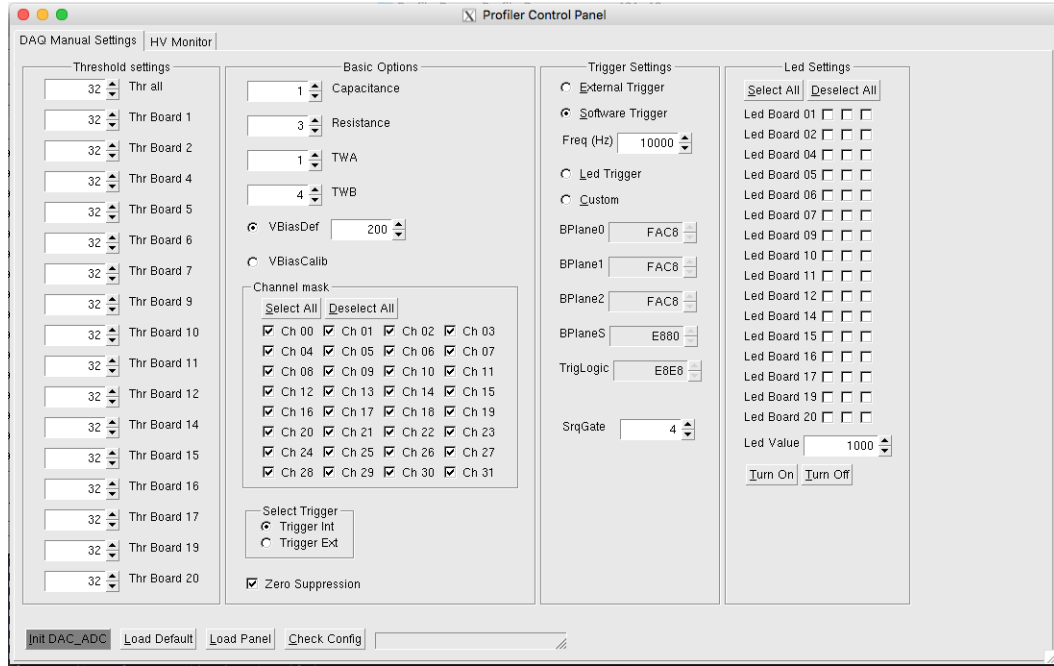 Profiler Control Panel
DAQ Manual Settings HV Monitor
Threshold settings
32 Thr all
32 Thr Board 1
32 Thr Board 2
32 Thr Board 4
32 Thr Board 5
32 Thr Board 6
32 Thr Board 7
32 Thr Board 9
32 Thr Board 10
32 Thr Board 11
32 Thr Board 12
32 Thr Board 14
32 Thr Board 15
32 Thr Board 16
32 Thr Board 17
32 Thr Board 19
32 Thr Board 20
Basic Options
1 Capacitance
3 Resistance
1 TWA
4 TWB
VBiasDef 200
VBiasCalib
Channel mask
Select All Deselect All
Ch 00 Ch 01 Ch 02 Ch 03
Ch 04 Ch 05 Ch 06 Ch 07
Ch 08 Ch 09 Ch 10 Ch 11
Ch 12 Ch 13 Ch 14 Ch 15
Ch 16 Ch 17 Ch 18 Ch 19
Ch 20 Ch 21 Ch 22 Ch 23
Ch 24 Ch 25 Ch 26 Ch 27
Ch 28 Ch 29 Ch 30 Ch 31
Select Trigger
Trigger Int
Trigger Ext
Zero Suppression
Trigger Settings
External Trigger
Software Trigger
Freq (Hz) 10000
Led Trigger
Custom
BPlane0 FAC8
BPlane1 FAC8
BPlane2 FAC8
BPlaneS E880
TrigLogic E8E8
SrqGate 4
Led Settings
Select All Deselect All
Led Board 01
Led Board 02
Led Board 04
Led Board 05
Led Board 06
Led Board 07
Led Board 09
Led Board 10
Led Board 11
Led Board 12
Led Board 14
Led Board 15
Led Board 16
Led Board 17
Led Board 19
Led Board 20
Led Value 1000
Turn On Turn Off
Init DAC_ADC Load Default Load Panel Check Config